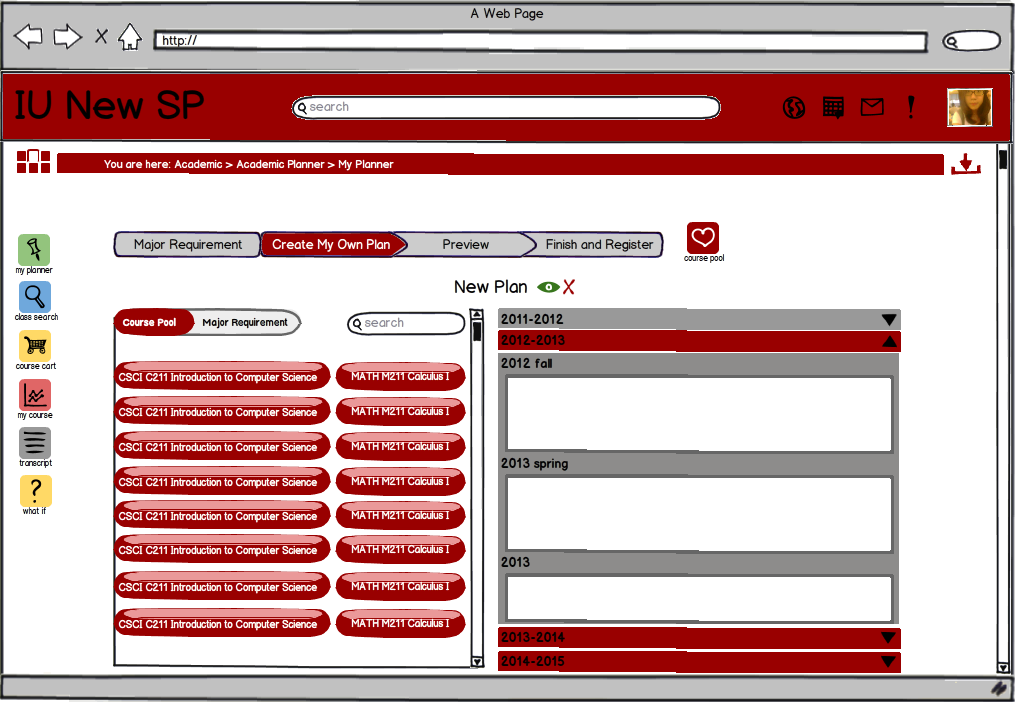 A Web Page
http://
IU New SP
search
You are here: Academic > Academic Planner > My Planner
Major Requirement
Create My Own Plan
Preview
Finish and Register
course pool
my planner
class search
course cart
my course
transcript
what if
New Plan
Course Pool
Major Requirement
search
CSCI C211 Introduction to Computer Science
MATH M211 Calculus I
CSCI C211 Introduction to Computer Science
MATH M211 Calculus I
CSCI C211 Introduction to Computer Science
MATH M211 Calculus I
CSCI C211 Introduction to Computer Science
MATH M211 Calculus I
CSCI C211 Introduction to Computer Science
MATH M211 Calculus I
CSCI C211 Introduction to Computer Science
MATH M211 Calculus I
CSCI C211 Introduction to Computer Science
MATH M211 Calculus I
CSCI C211 Introduction to Computer Science
MATH M211 Calculus I
2011-2012
2012-2013
2012 fall
2013 spring
2013
2013-2014
2014-2015